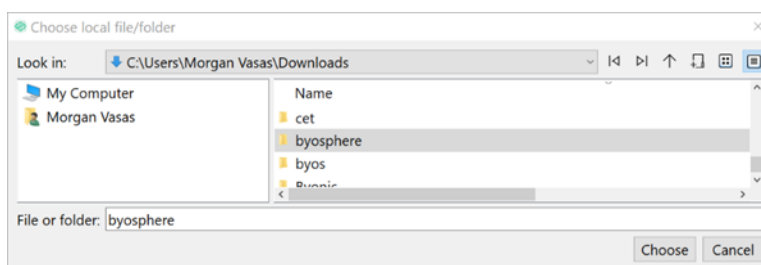 Choose local file/folder
Look in: C:\Users\Morgan Vasas\Downloads
My Computer
Morgan Vasas
Name
cet
byosphere
byos
Byonic
File or folder: byosphere
Choose Cancel